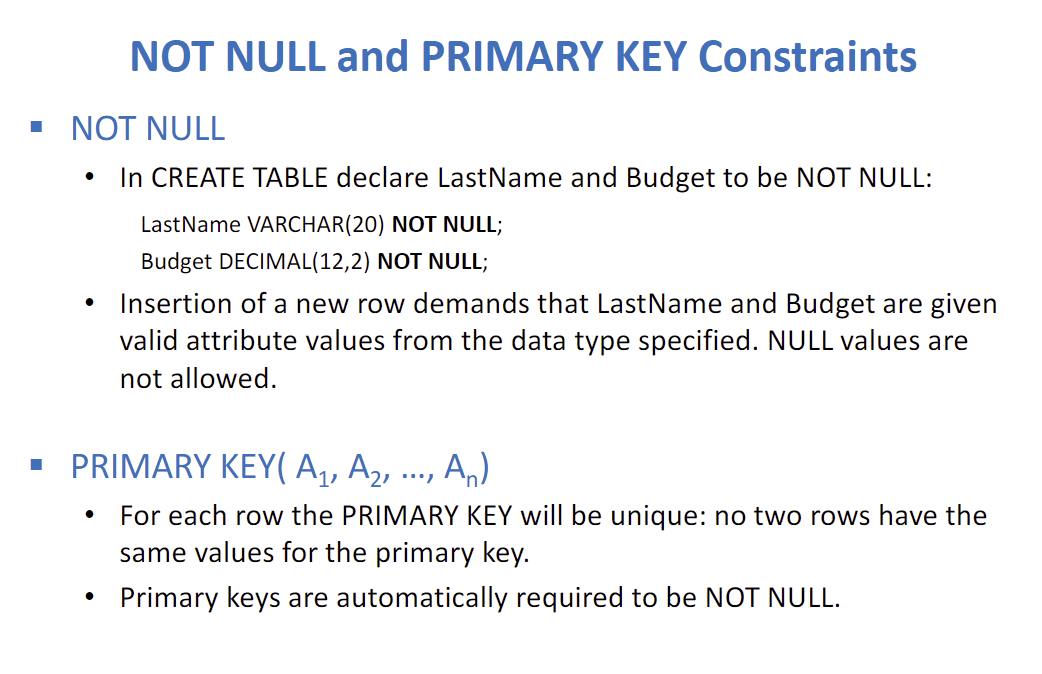 NOT NULL and PRIMARY KEY Constraints
▪ NOT NULL
• In CREATE TABLE declare LastName and Budget to be NOT NULL:
LastName VARCHAR(20) NOT NULL;
Budget DECIMAL(12,2) NOT NULL;
• Insertion of a new row demands that LastName and Budget are given
valid attribute values from the data type specified. NULL values are
not allowed.
▪ PRIMARY KEY( A₁, A₂, …, Aₙ)
• For each row the PRIMARY KEY will be unique: no two rows have the
same values for the primary key.
• Primary keys are automatically required to be NOT NULL.